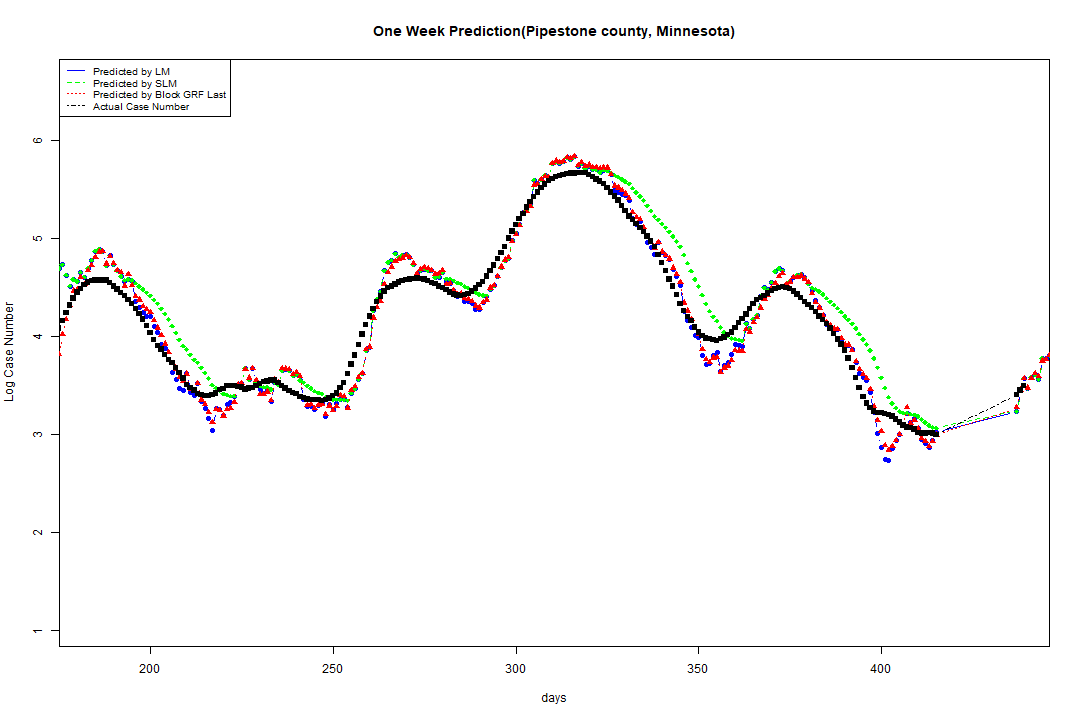 One Week Prediction(Pipestone county, Minnesota)
Predicted by LM
Predicted by SLM
Predicted by Block GRF Last
Actual Case Number
6
5
4
3
2
1
Log Case Number
200 250 300 350 400
days